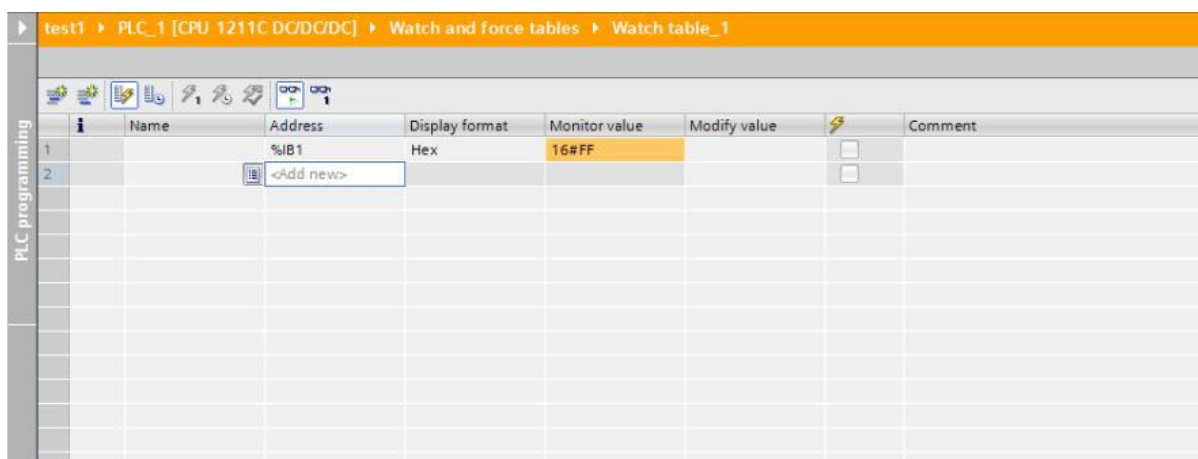 test1 ▸ PLC_1 [CPU 1211C DC/DC/DC] ▸ Watch and force tables ▸ Watch table_1
i Name Address Display format Monitor value Modify value Comment
1 %IB1 Hex 16#FF
2 <Add new>
PLC programming